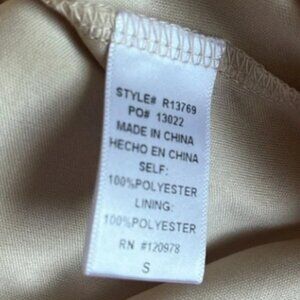 STYLE# R13769
PO# 13022
MADE IN CHINA
HECHO EN CHINA
SELF:
100%POLYESTER
LINING:
100%POLYESTER
RN #120978
S